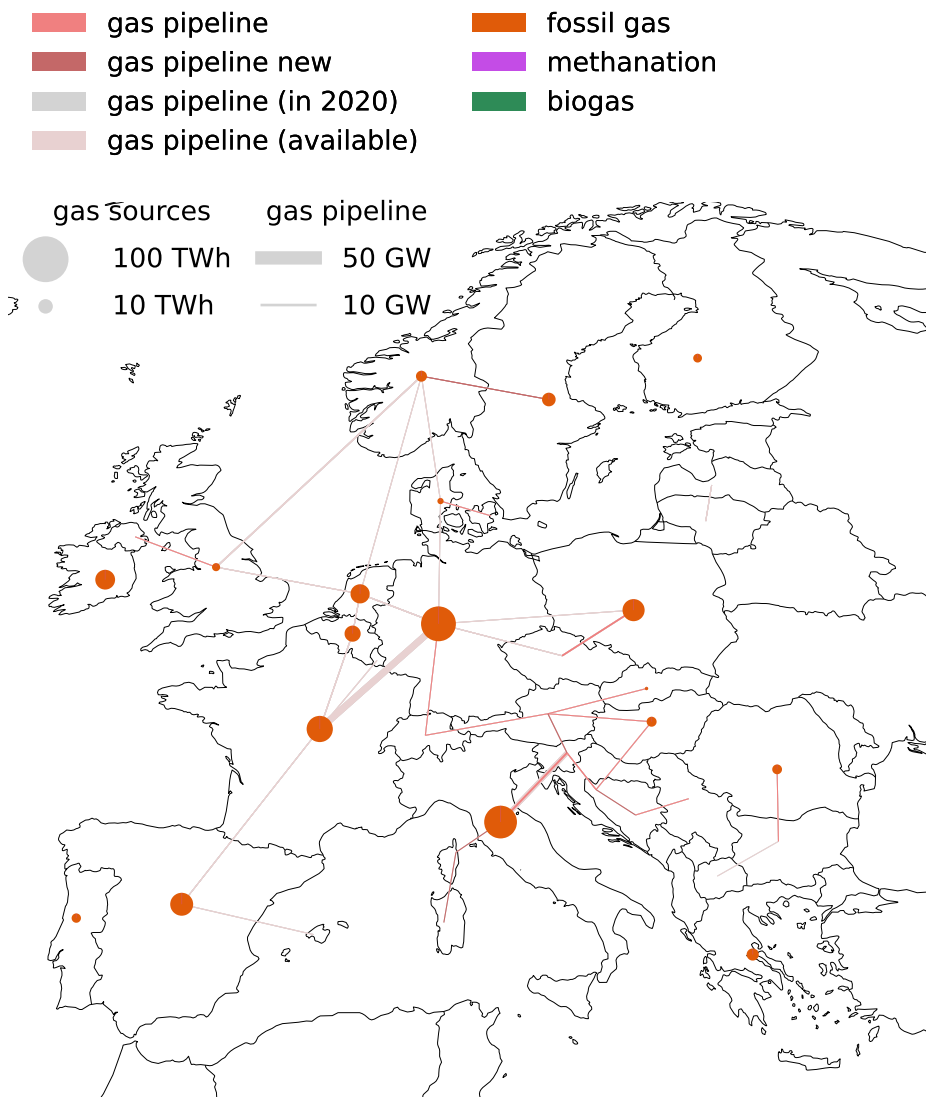 gas pipeline
gas pipeline new
gas pipeline (in 2020)
gas pipeline (available)
fossil gas
methanation
biogas
gas sources
100 TWh
10 TWh
gas pipeline
50 GW
10 GW